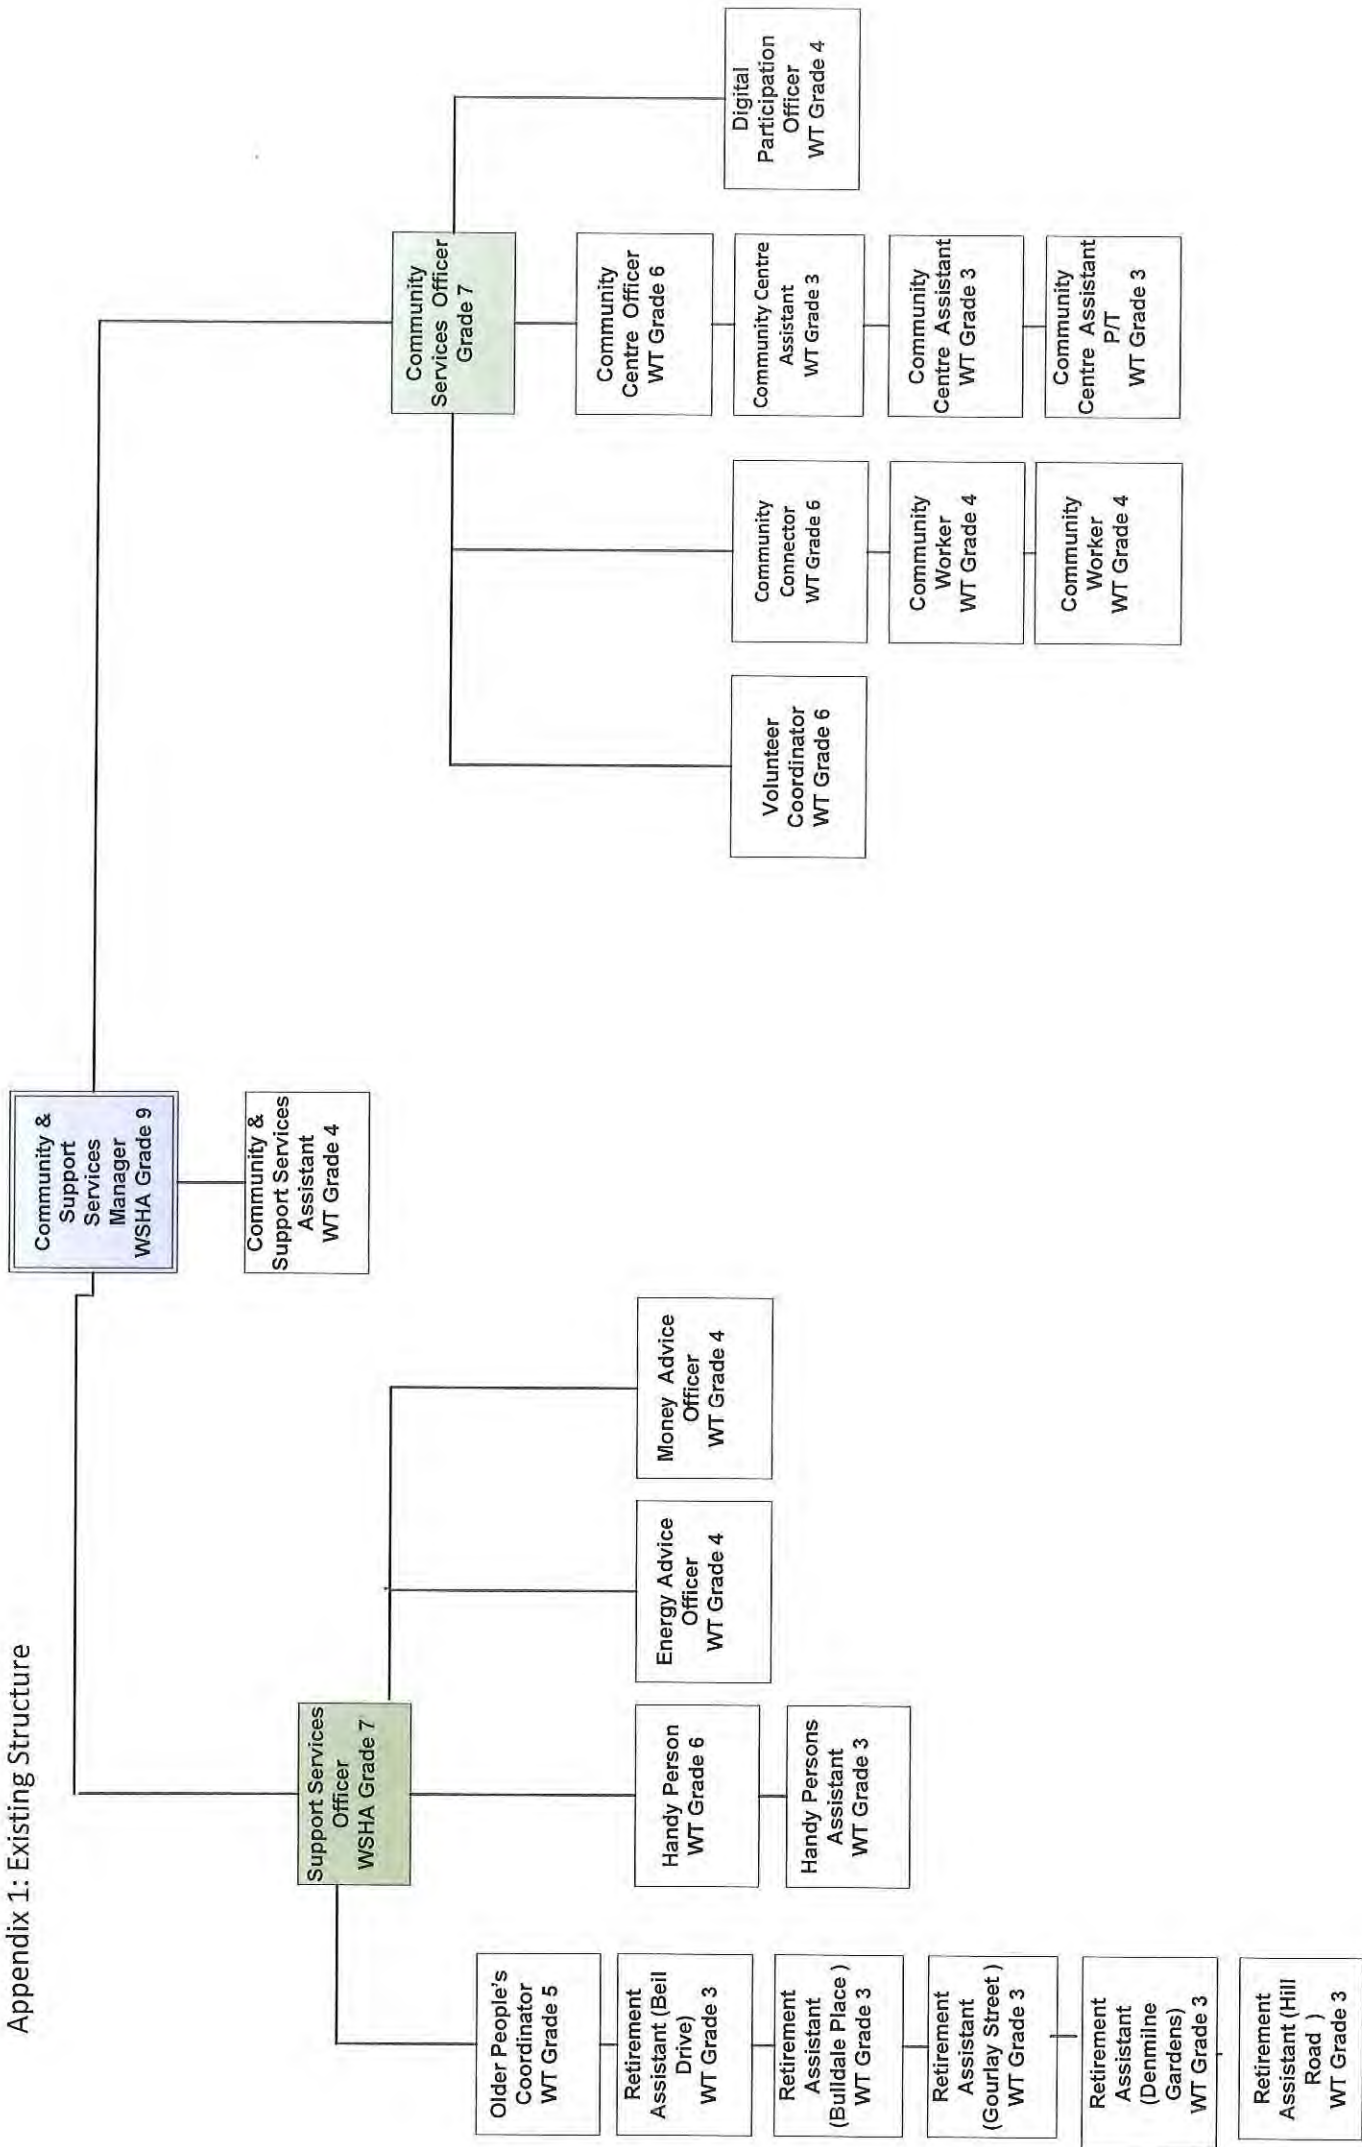 Appendix 1: Existing Structure
Community &
Support
Services
Manager
WSHA Grade 9
Community &
Support Services
Assistant
WT Grade 4
Support Services
Officer
WSHA Grade 7
Older People's
Coordinator
WT Grade 5
Retirement
Assistant (Beil
Drive)
WT Grade 3
Retirement
Assistant
(Bulldale Place )
WT Grade 3
Retirement
Assistant
(Gourlay Street )
WT Grade 3
Retirement
Assistant
(Denmilne
Gardens)
WT Grade 3
Retirement
Assistant (Hill
Road )
WT Grade 3
Handy Person
WT Grade 6
Handy Persons
Assistant
WT Grade 3
Energy Advice
Officer
WT Grade 4
Money Advice
Officer
WT Grade 4
Community
Services Officer
Grade 7
Volunteer
Coordinator
WT Grade 6
Community
Connector
WT Grade 6
Community
Worker
WT Grade 4
Community
Worker
WT Grade 4
Community
Centre Officer
WT Grade 6
Community Centre
Assistant
WT Grade 3
Community
Centre Assistant
WT Grade 3
Community
Centre Assistant
P/T
WT Grade 3
Digital
Participation
Officer
WT Grade 4